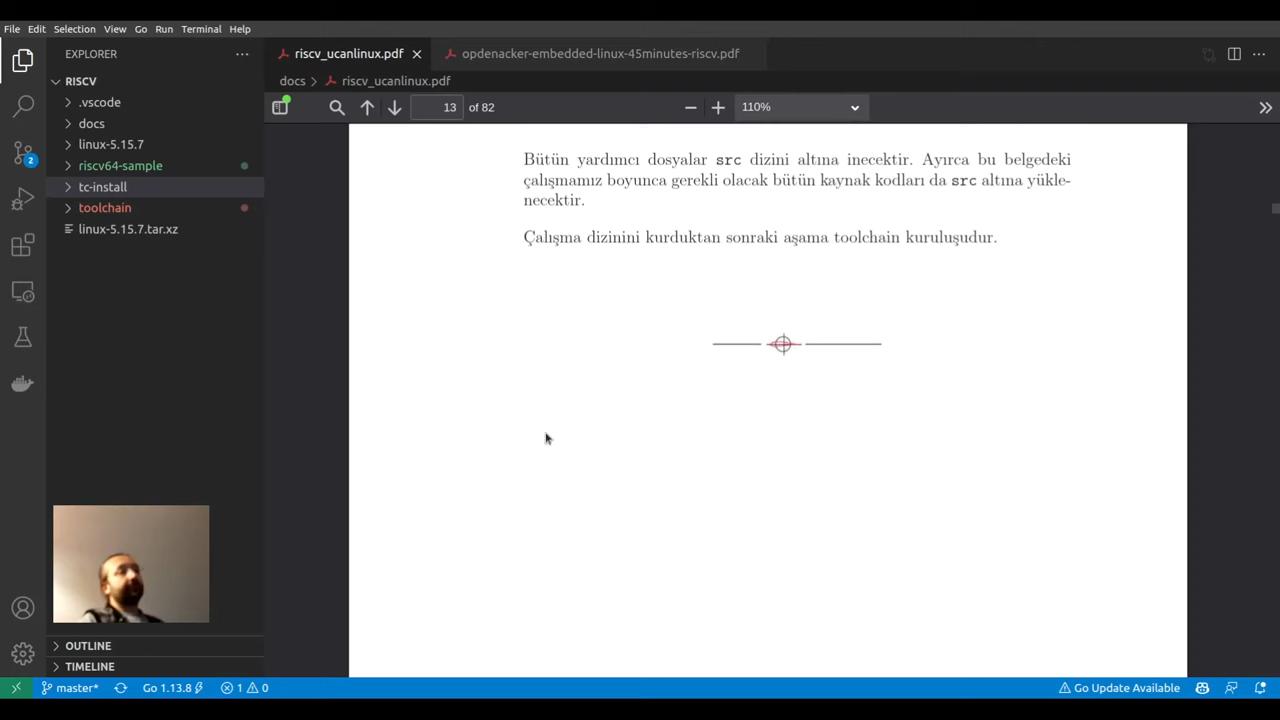 File Edit Selection View Go Run Terminal Help
EXPLORER
riscv_ucanlinux.pdf
opdenacker-embedded-linux-45minutes-riscv.pdf
RISCV
docs
riscv_ucanlinux.pdf
.vscode
docs
linux-5.15.7
riscv64-sample
tc-install
toolchain
linux-5.15.7.tar.xz
13 of 82
110%
2
Bütün yardımcı dosyalar src dizini altına inecektir. Ayırca bu belgedeki
çalışmamız boyunca gerekli olacak bütün kaynak kodları da src altına yükle-
necektir.
Çalışma dizinini kurduktan sonraki aşama toolchain kuruluşudur.
OUTLINE
TIMELINE
master*
Go 1.13.8
1
0
Go Update Available